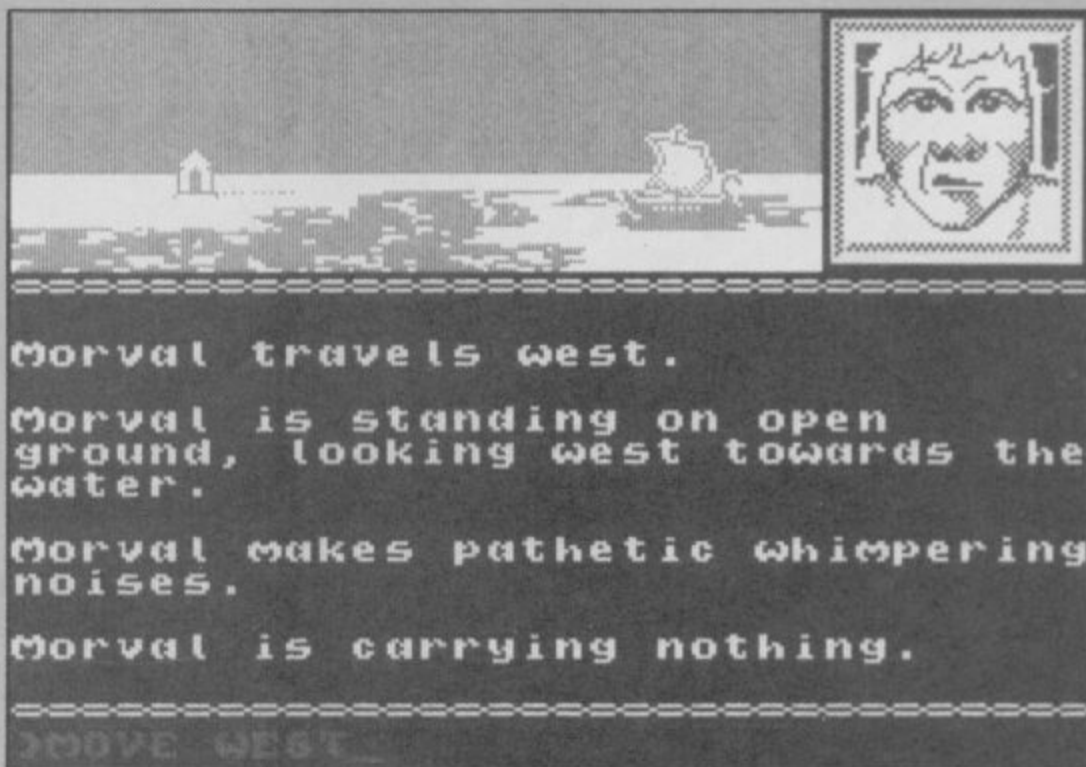 Morval travels west.
Morval is standing on open
ground, looking west towards the
water.
Morval makes pathetic whimpering
noises.
Morval is carrying nothing.
>MOVE WEST_